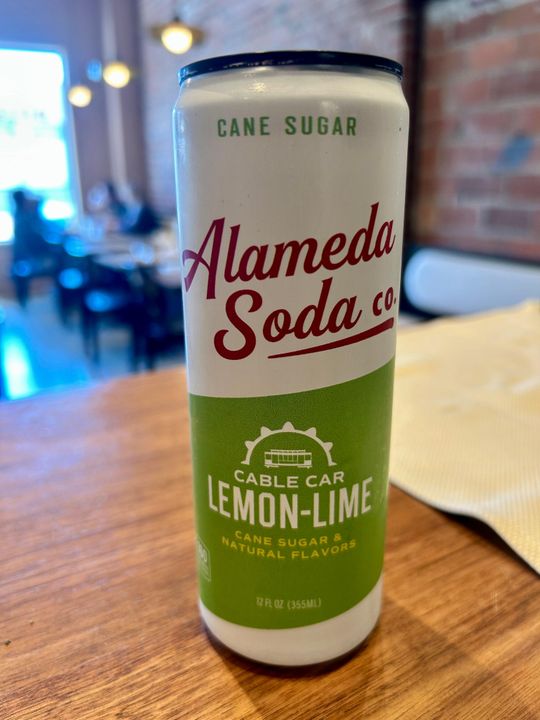 CANE SUGAR
Alameda
Soda CO.
CABLE CAR
LEMON-LIME
CANE SUGAR &
NATURAL FLAVORS
12 FL OZ (355ML)